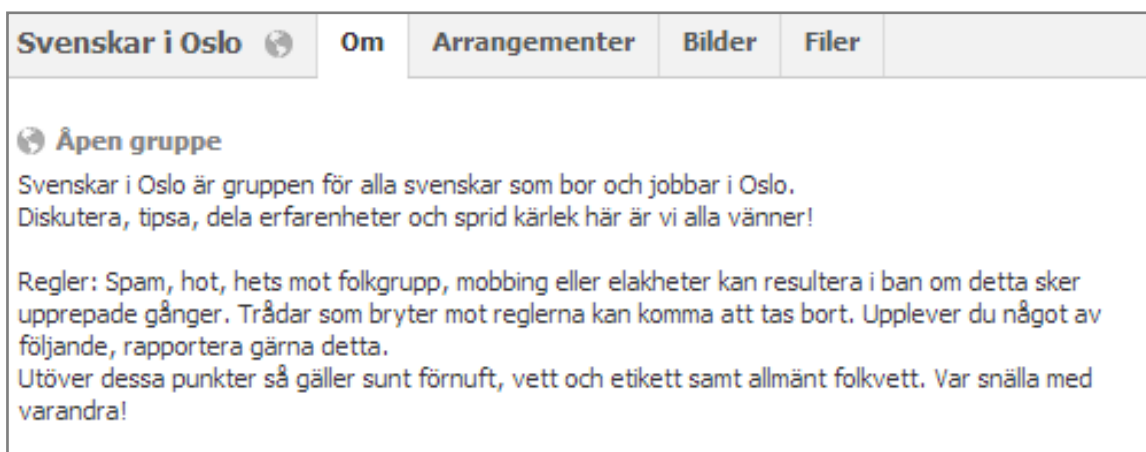 Svenskar i Oslo Om Arrangementer Bilder Filer
Åpen gruppe
Svenskar i Oslo är gruppen för alla svenskar som bor och jobbar i Oslo.
Diskutera, tipsa, dela erfarenheter och sprid kärlek här är vi alla vänner!
Regler: Spam, hot, hets mot folkgrupp, mobbing eller elakheter kan resultera i ban om detta sker
upprepade gånger. Trådar som bryter mot reglerna kan komma att tas bort. Upplever du något av
följande, rapportera gärna detta.
Utöver dessa punkter så gäller sunt förnuft, vett och etikett samt allmänt folkvett. Var snälla med
varandra!